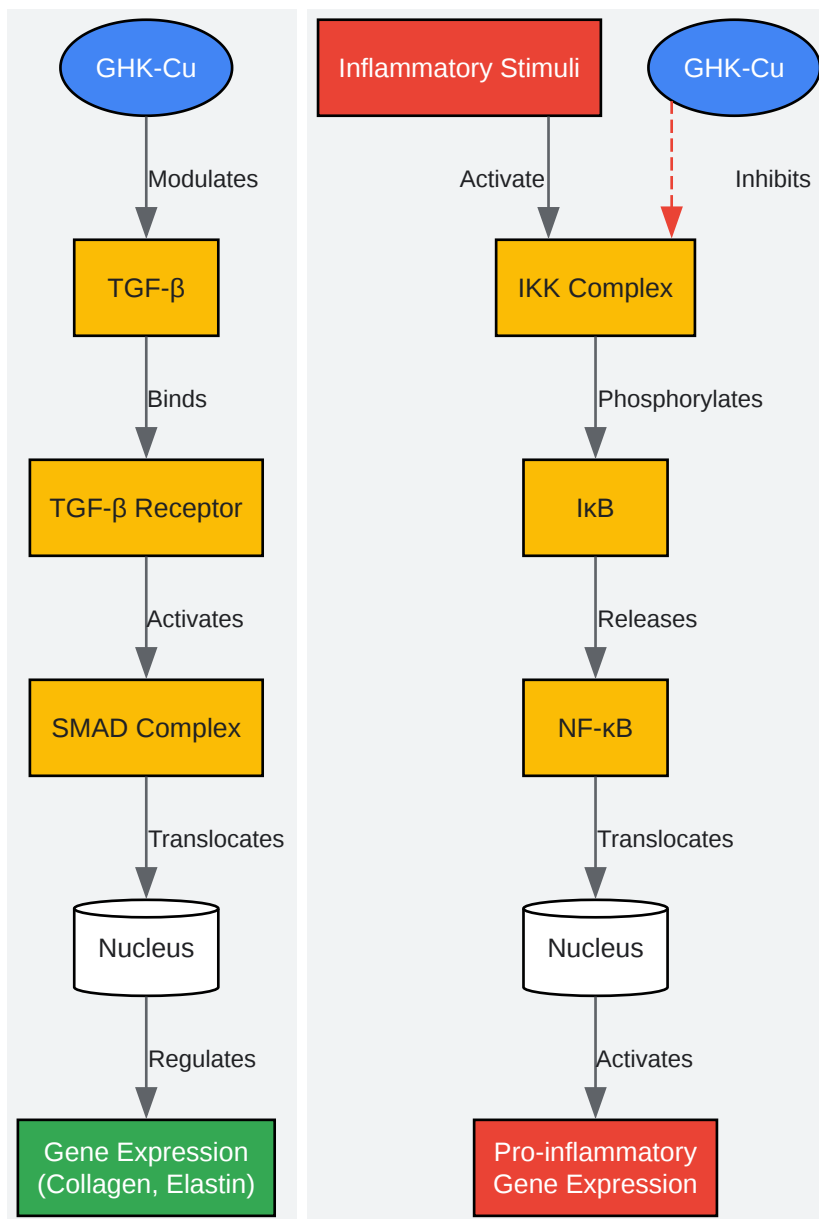 GHK-Cu
Modulates
TGF-β
Binds
TGF-β Receptor
Activates
SMAD Complex
Translocates
Nucleus
Regulates
Gene Expression
(Collagen, Elastin)
Inflammatory Stimuli
GHK-Cu
Activate
Inhibits
IKK Complex
Phosphorylates
IκB
Releases
NF-κB
Translocates
Nucleus
Activates
Pro-inflammatory
Gene Expression